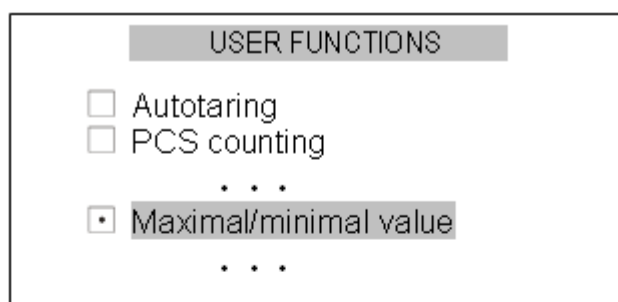 USER FUNCTIONS
Autotaring
PCS counting
. . .
Maximal/minimal value
. . .